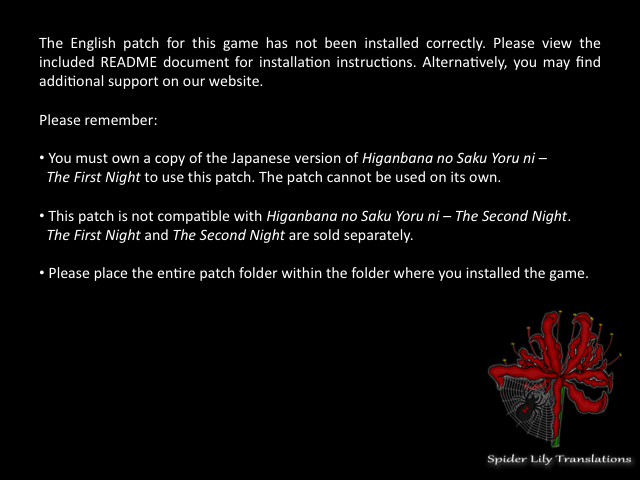 The English patch for this game has not been installed correctly. Please view the
included README document for installation instructions. Alternatively, you may find
additional support on our website.
Please remember:
• You must own a copy of the Japanese version of Higanbana no Saku Yoru ni –
The First Night to use this patch. The patch cannot be used on its own.
• This patch is not compatible with Higanbana no Saku Yoru ni – The Second Night.
The First Night and The Second Night are sold separately.
• Please place the entire patch folder within the folder where you installed the game.
Spider Lily Translations